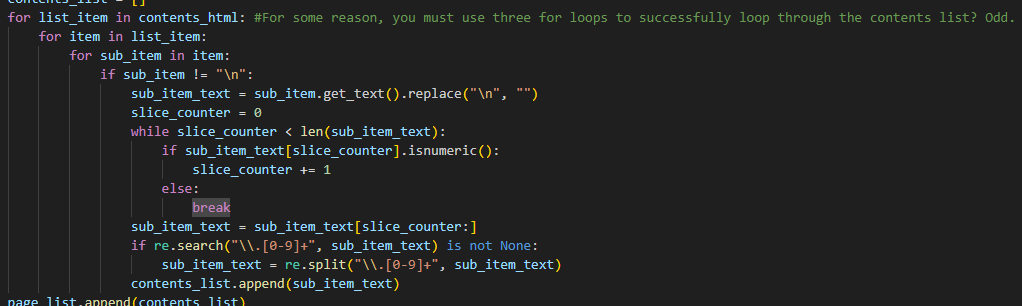 contents_list = []
for list_item in contents_html: #For some reason, you must use three for loops to successfully loop through the contents list? Odd.
    for item in list_item:
        for sub_item in item:
            if sub_item != "\n":
                sub_item_text = sub_item.get_text().replace("\n", "")
                slice_counter = 0
                while slice_counter < len(sub_item_text):
                    if sub_item_text[slice_counter].isnumeric():
                        slice_counter += 1
                    else:
                        break
                sub_item_text = sub_item_text[slice_counter:]
                if re.search("\\.[0-9]+", sub_item_text) is not None:
                    sub_item_text = re.split("\\.[0-9]+", sub_item_text)
                contents_list.append(sub_item_text)
page_list.append(contents_list)